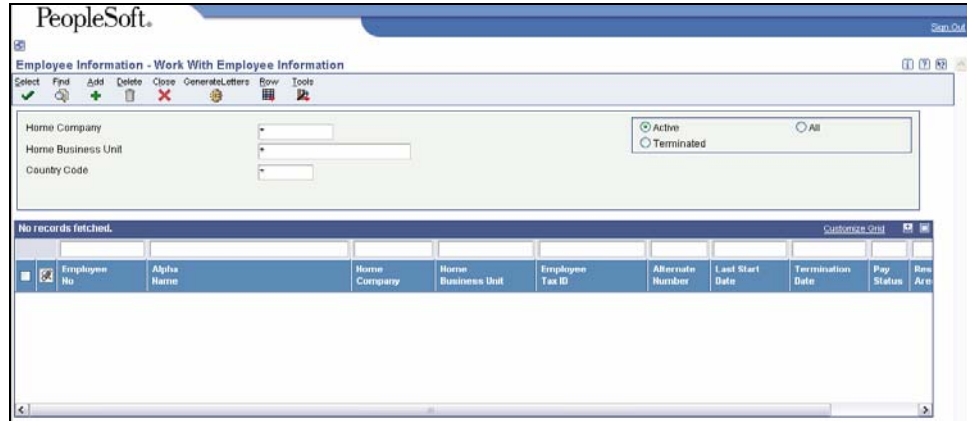 PeopleSoft.
Sign Out
Employee Information - Work With Employee Information
Select Find Add Delete Close GenerateLetters Row Tools
Home Company *
Active All
Home Business Unit *
Terminated
Country Code *
No records fetched. Customize Grid
Employee No Alpha Name Home Company Home Business Unit Employee Tax ID Alternate Number Last Start Date Termination Date Pay Status